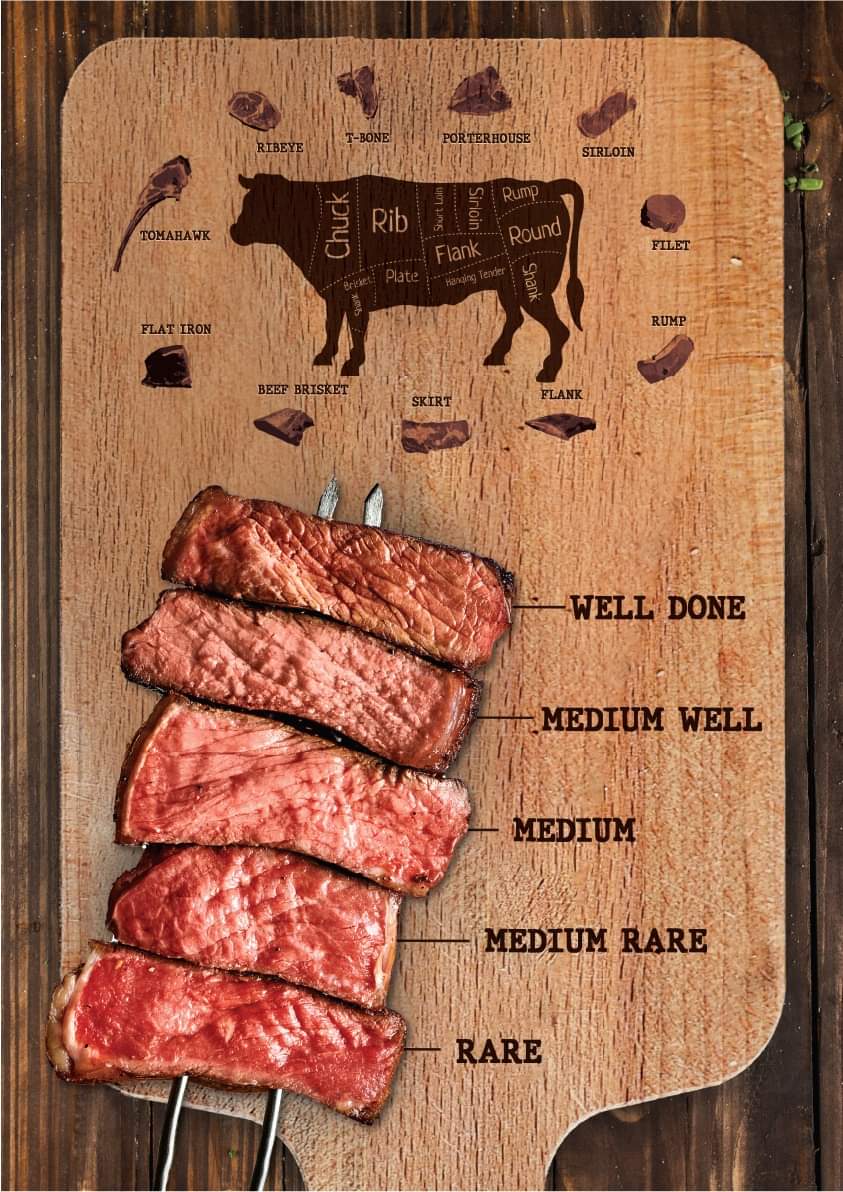 RIBEYE
T-BONE
PORTERHOUSE
SIRLOIN
TOMAHAWK
FILET
Chuck
Rib
Short Loin
Sirloin
Rump
Round
Flank
Brisket
Plate
Hanging Tender
Shank
Shank
FLAT IRON
RUMP
BEEF BRISKET
SKIRT
FLANK
WELL DONE
MEDIUM WELL
MEDIUM
MEDIUM RARE
RARE